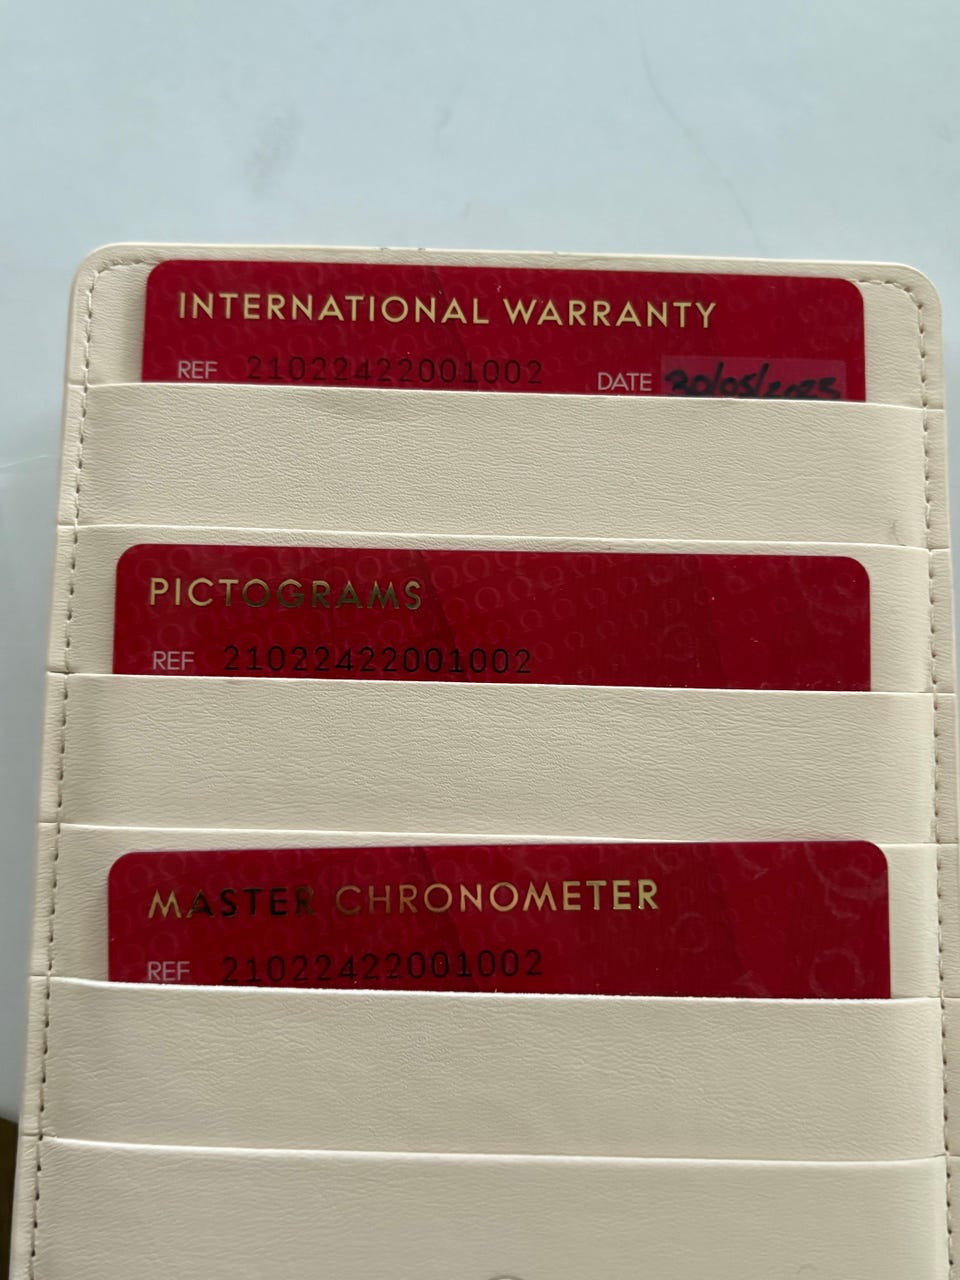 INTERNATIONAL WARRANTY
REF 21022422001002 DATE 30/05/2025
PICTOGRAMS
REF 21022422001002
MASTER CHRONOMETER
REF 21022422001002